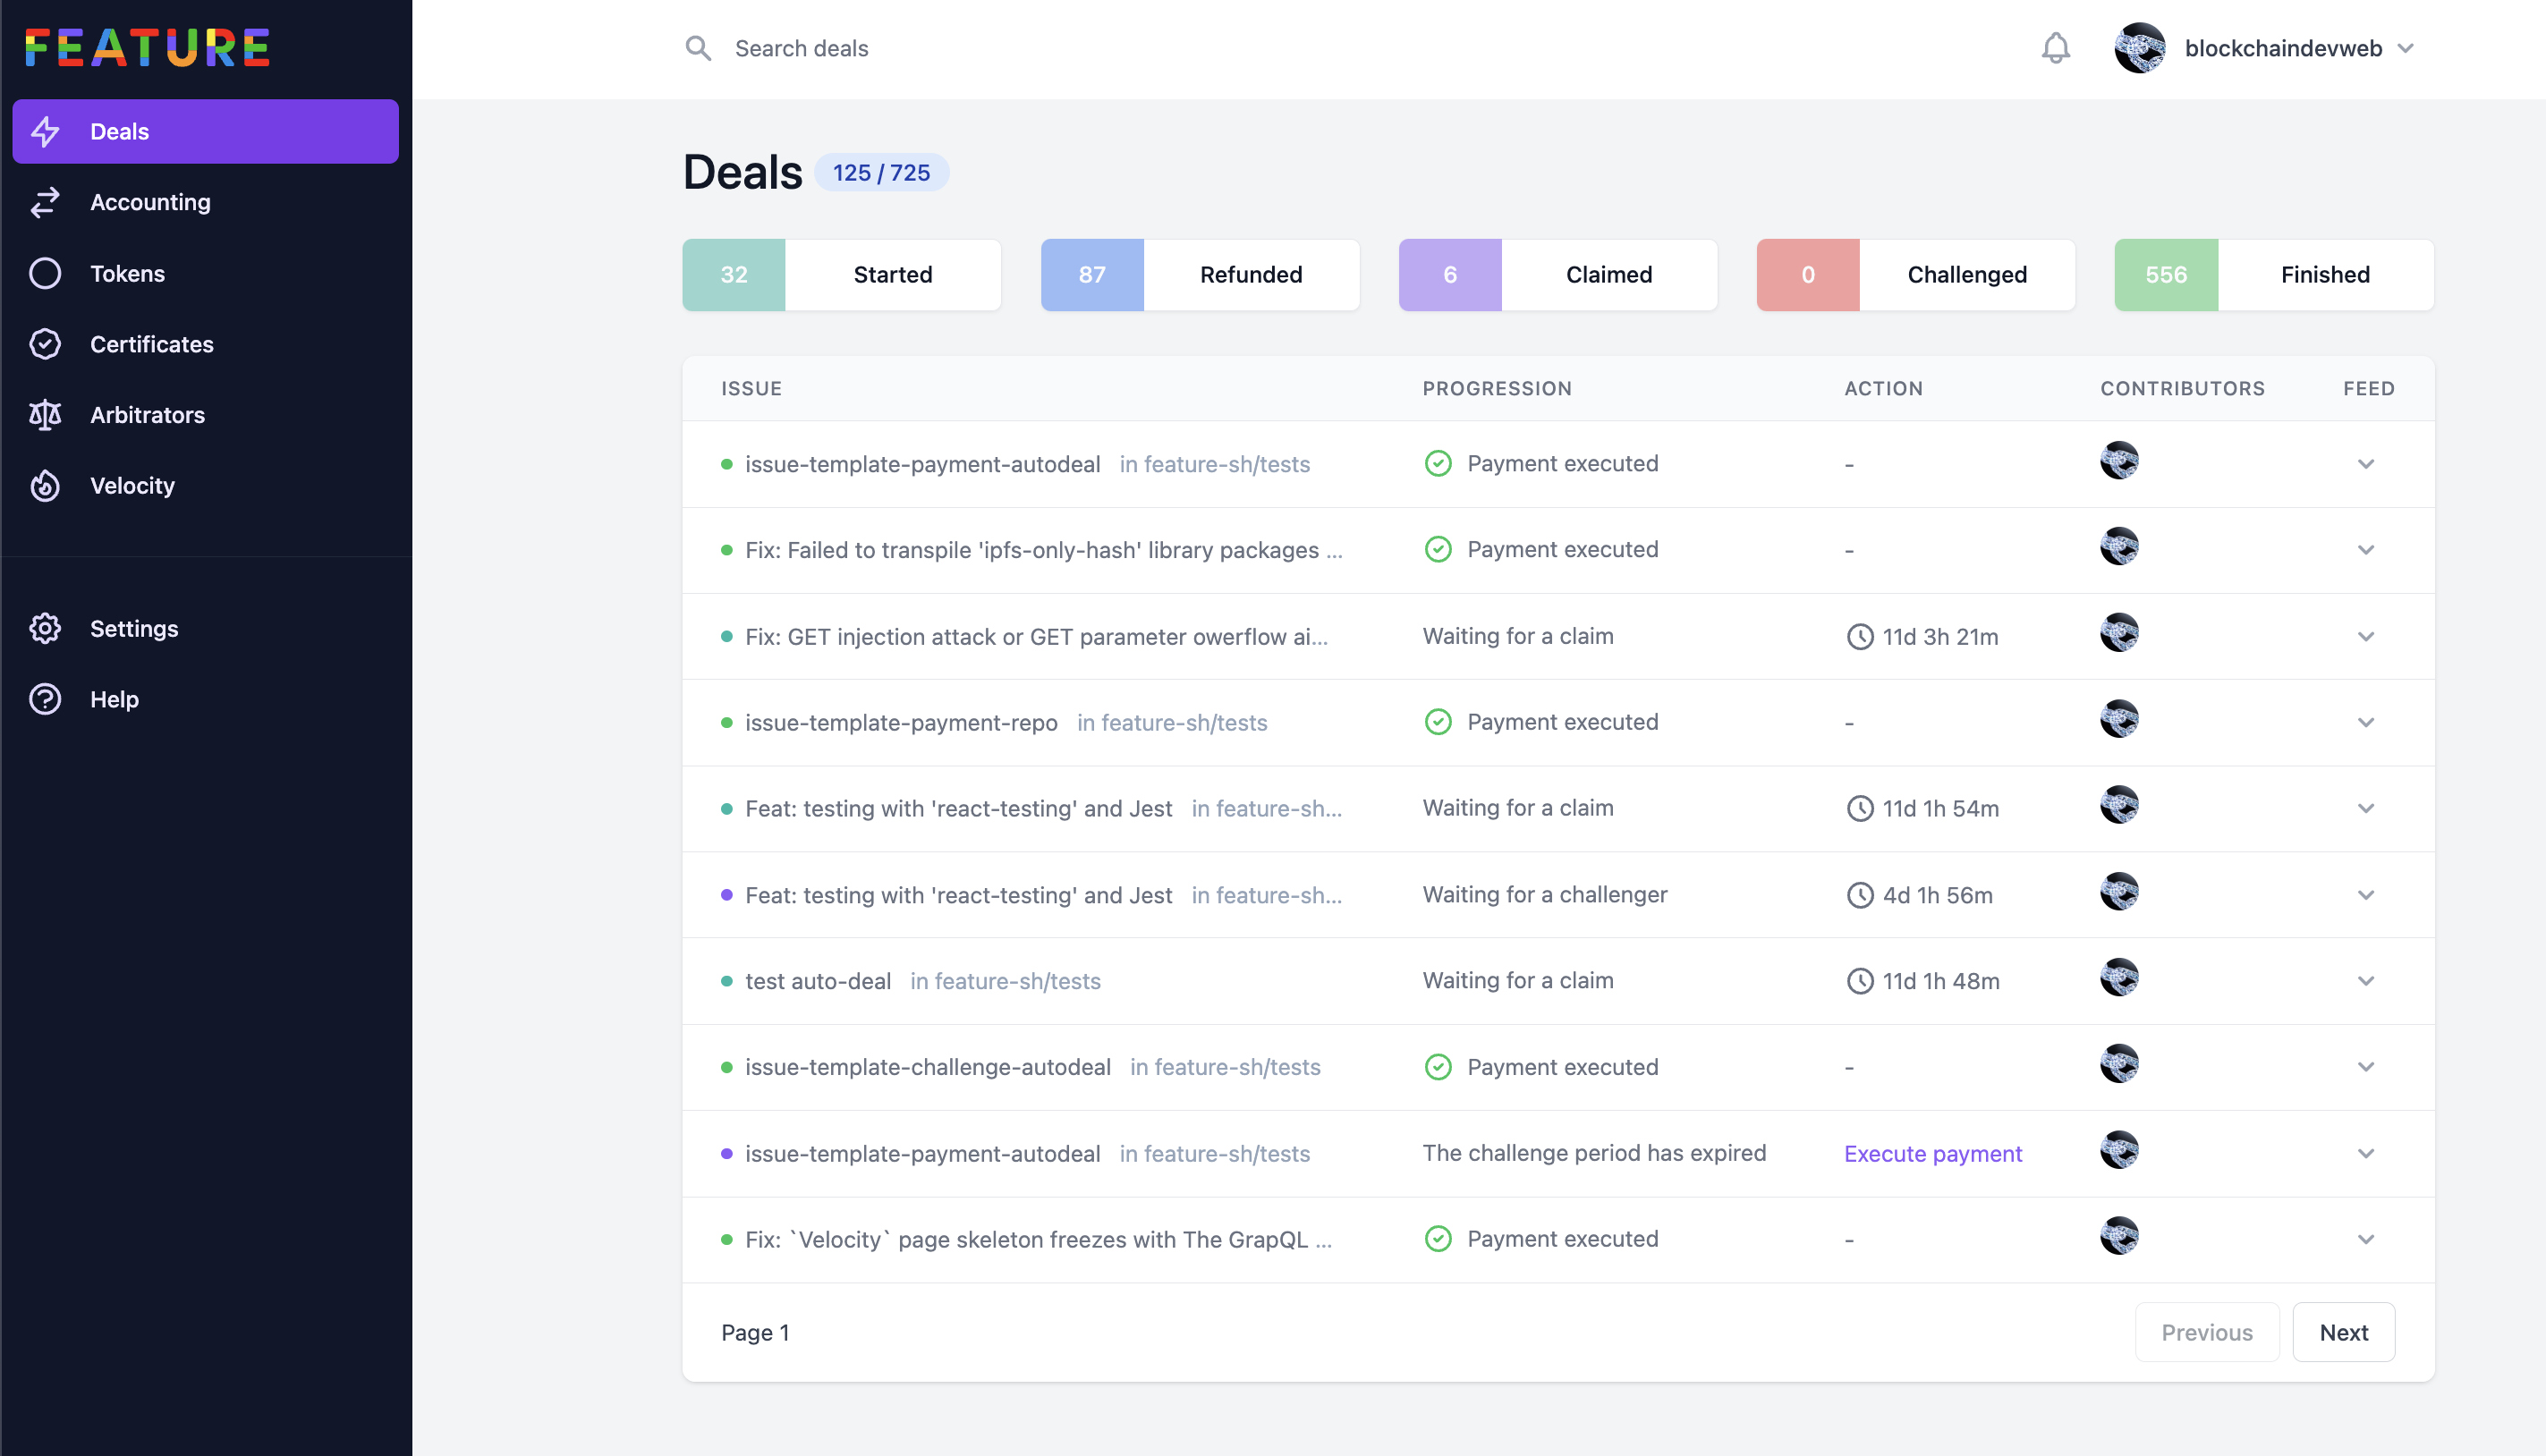 FEATURE
Search deals
blockchaindevweb
Deals
Accounting
Tokens
Certificates
Arbitrators
Velocity
Settings
Help
Deals 125 / 725
32 Started 87 Refunded 6 Claimed 0 Challenged 556 Finished
ISSUE PROGRESSION ACTION CONTRIBUTORS FEED
issue-template-payment-autodeal in feature-sh/tests Payment executed -
Fix: Failed to transpile 'ipfs-only-hash' library packages ... Payment executed -
Fix: GET injection attack or GET parameter owerflow ai... Waiting for a claim 11d 3h 21m
issue-template-payment-repo in feature-sh/tests Payment executed -
Feat: testing with 'react-testing' and Jest in feature-sh... Waiting for a claim 11d 1h 54m
Feat: testing with 'react-testing' and Jest in feature-sh... Waiting for a challenger 4d 1h 56m
test auto-deal in feature-sh/tests Waiting for a claim 11d 1h 48m
issue-template-challenge-autodeal in feature-sh/tests Payment executed -
issue-template-payment-autodeal in feature-sh/tests The challenge period has expired Execute payment
Fix: `Velocity` page skeleton freezes with The GrapQL ... Payment executed -
Page 1 Previous Next